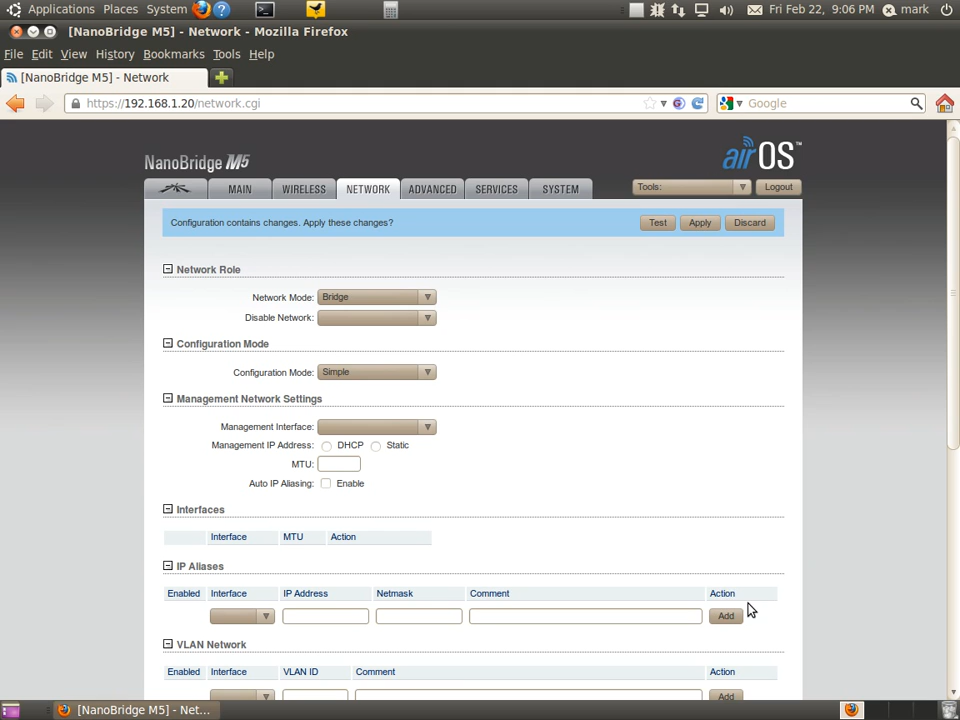 Applications Places System Fri Feb 22, 9:06 PM mark
[NanoBridge M5] - Network - Mozilla Firefox
File Edit View History Bookmarks Tools Help
[NanoBridge M5] - Network
https://192.168.1.20/network.cgi Google
NanoBridge M5 airOS™
MAIN WIRELESS NETWORK ADVANCED SERVICES SYSTEM Tools: Logout
Configuration contains changes. Apply these changes? Test Apply Discard
Network Role
Network Mode: Bridge
Disable Network:
Configuration Mode
Configuration Mode: Simple
Management Network Settings
Management Interface:
Management IP Address: DHCP Static
MTU:
Auto IP Aliasing: Enable
Interfaces
Interface MTU Action
IP Aliases
Enabled Interface IP Address Netmask Comment Action
Add
VLAN Network
Enabled Interface VLAN ID Comment Action
Add
[NanoBridge M5] - Net...